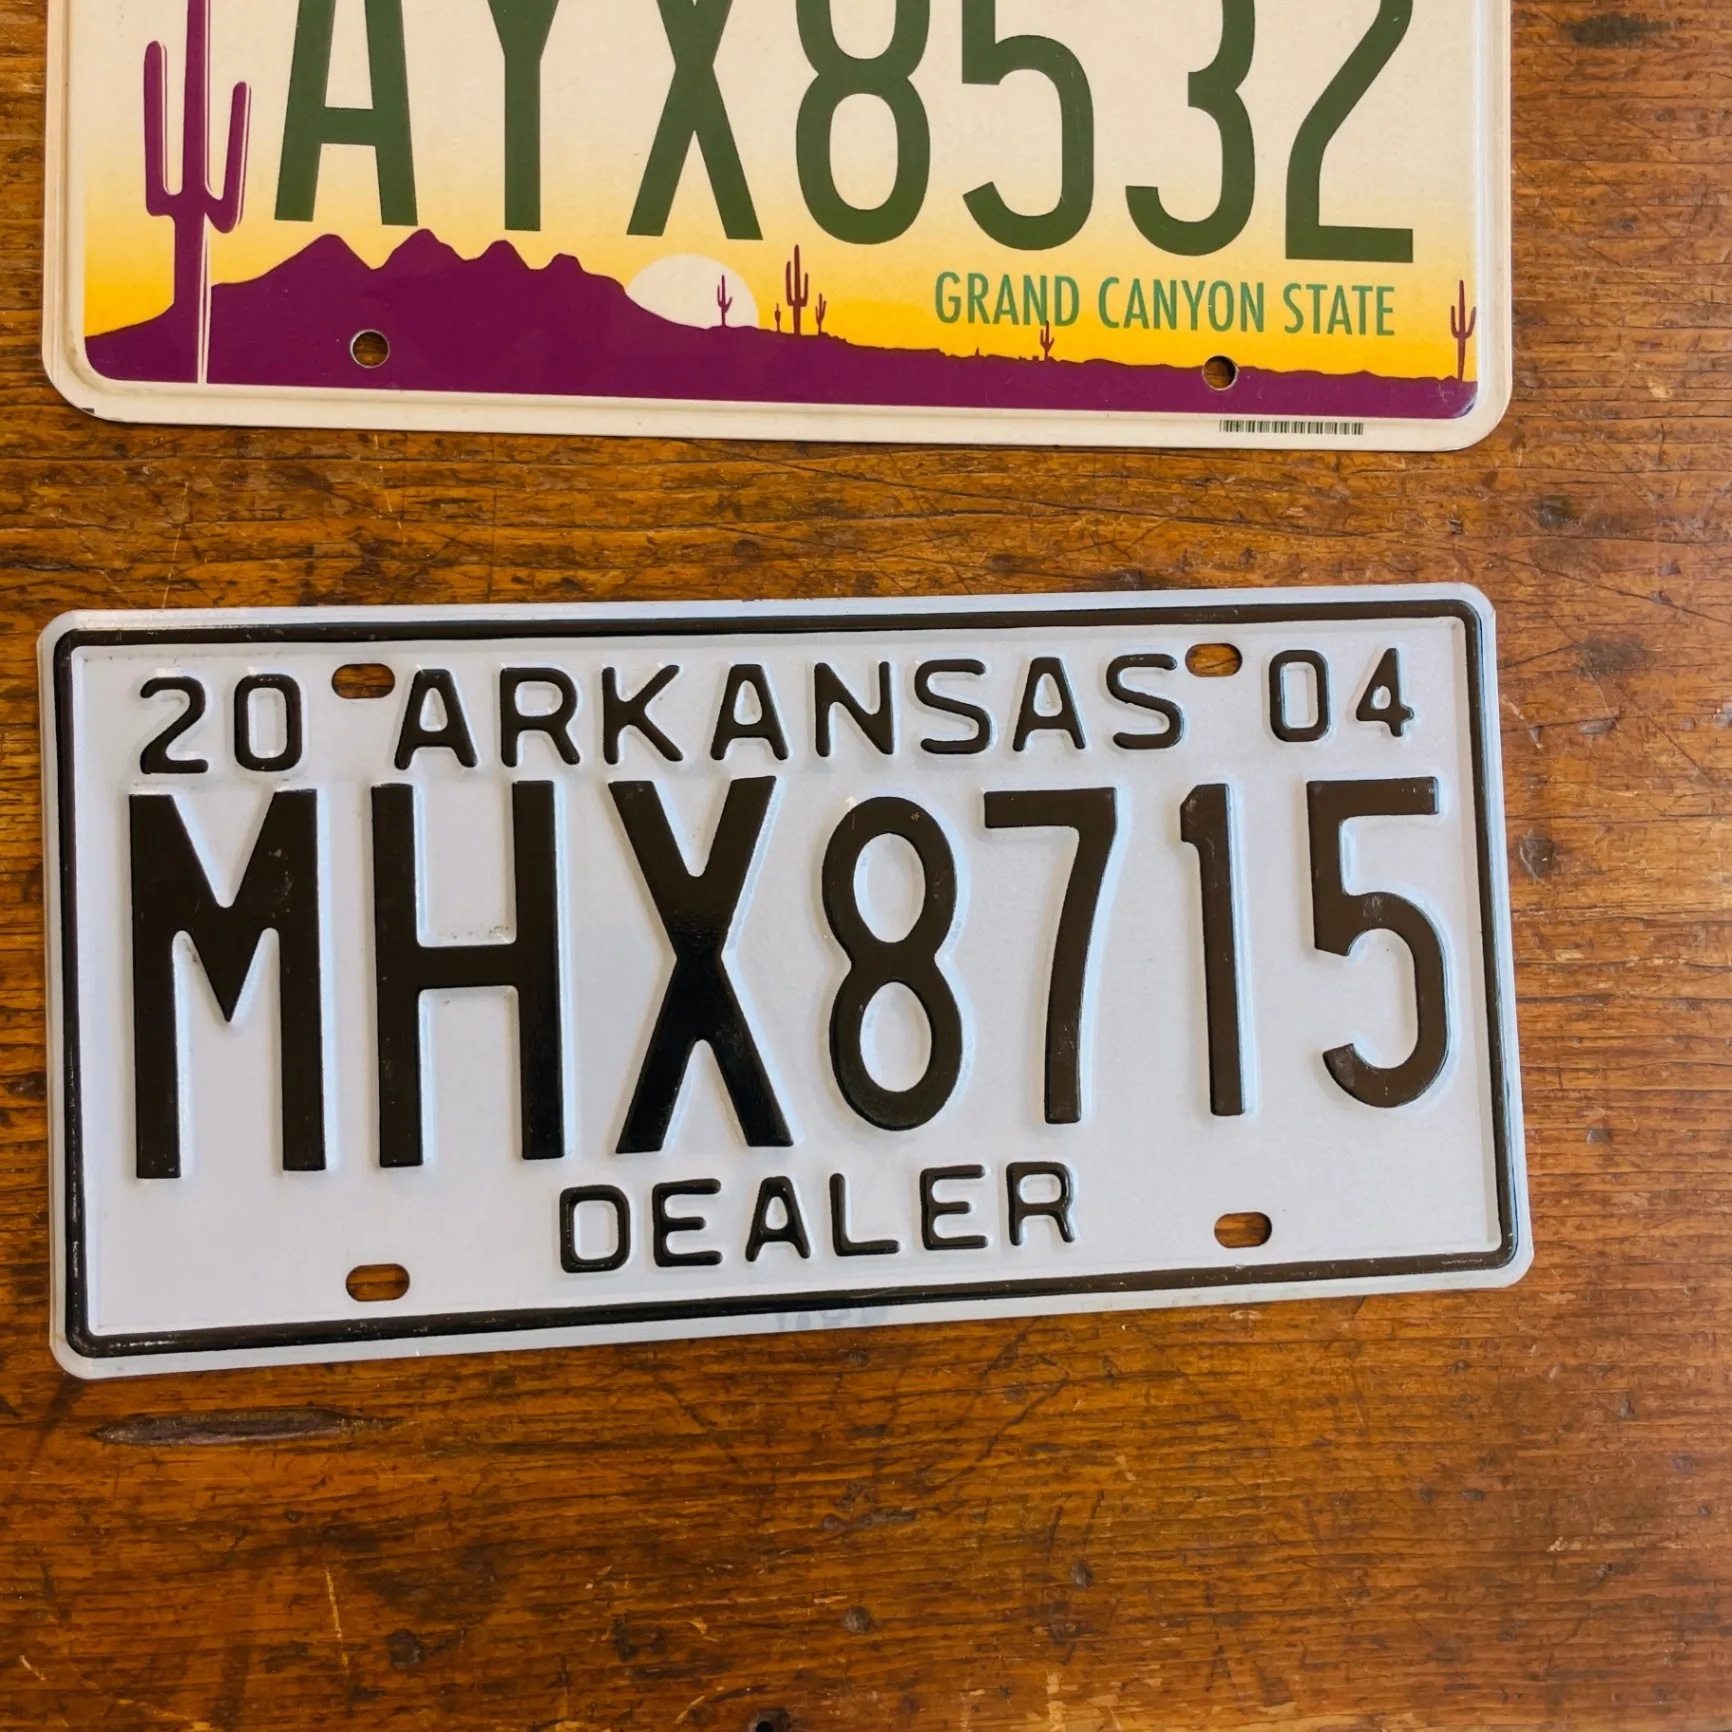 AYX8532
GRAND CANYON STATE
20 ARKANSAS 04
MHX8715
DEALER